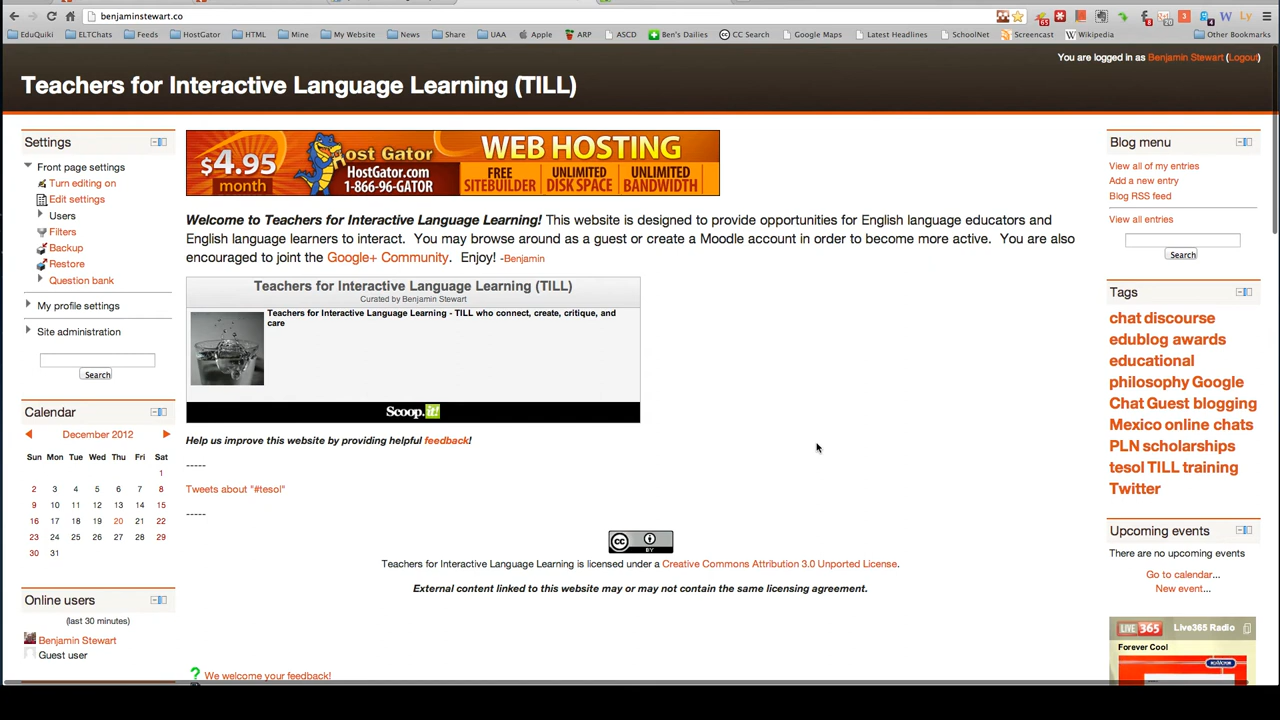 benjaminstewart.co
EduQuiki ELTChats Feeds HostGator HTML Mine My Website News Share UAA Apple ARP ASCD Ben's Dailies CC Search Google Maps Latest Headlines SchoolNet Screencast Wikipedia Other Bookmarks
You are logged in as Benjamin Stewart (Logout)
Teachers for Interactive Language Learning (TILL)
Settings
Front page settings
Turn editing on
Edit settings
Users
Filters
Backup
Restore
Question bank
My profile settings
Site administration
Search
Calendar
December 2012
Sun Mon Tue Wed Thu Fri Sat
1
2 3 4 5 6 7 8
9 10 11 12 13 14 15
16 17 18 19 20 21 22
23 24 25 26 27 28 29
30 31
Online users
(last 30 minutes)
Benjamin Stewart
Guest user
$4.95
month
Host Gator
HostGator.com
1-866-96-GATOR
WEB HOSTING
FREE SITEBUILDER
UNLIMITED DISK SPACE
UNLIMITED BANDWIDTH
Welcome to Teachers for Interactive Language Learning! This website is designed to provide opportunities for English language educators and
English language learners to interact. You may browse around as a guest or create a Moodle account in order to become more active. You are also
encouraged to join the Google+ Community. Enjoy! -Benjamin
Teachers for Interactive Language Learning (TILL)
Curated by Benjamin Stewart
Teachers for Interactive Language Learning - TILL who connect, create, critique, and
care
Scoop.it!
Help us improve this website by providing helpful feedback!
-----
Tweets about "#tesol"
-----
cc BY
Teachers for Interactive Language Learning is licensed under a Creative Commons Attribution 3.0 Unported License.
External content linked to this website may or may not contain the same licensing agreement.
? We welcome your feedback!
Blog menu
View all of my entries
Add a new entry
Blog RSS feed
View all entries
Search
Tags
chat discourse
edublog awards
educational
philosophy Google
Chat Guest blogging
Mexico online chats
PLN scholarships
tesol TILL training
Twitter
Upcoming events
There are no upcoming events
Go to calendar...
New event...
LIVE365 Live365 Radio
Forever Cool